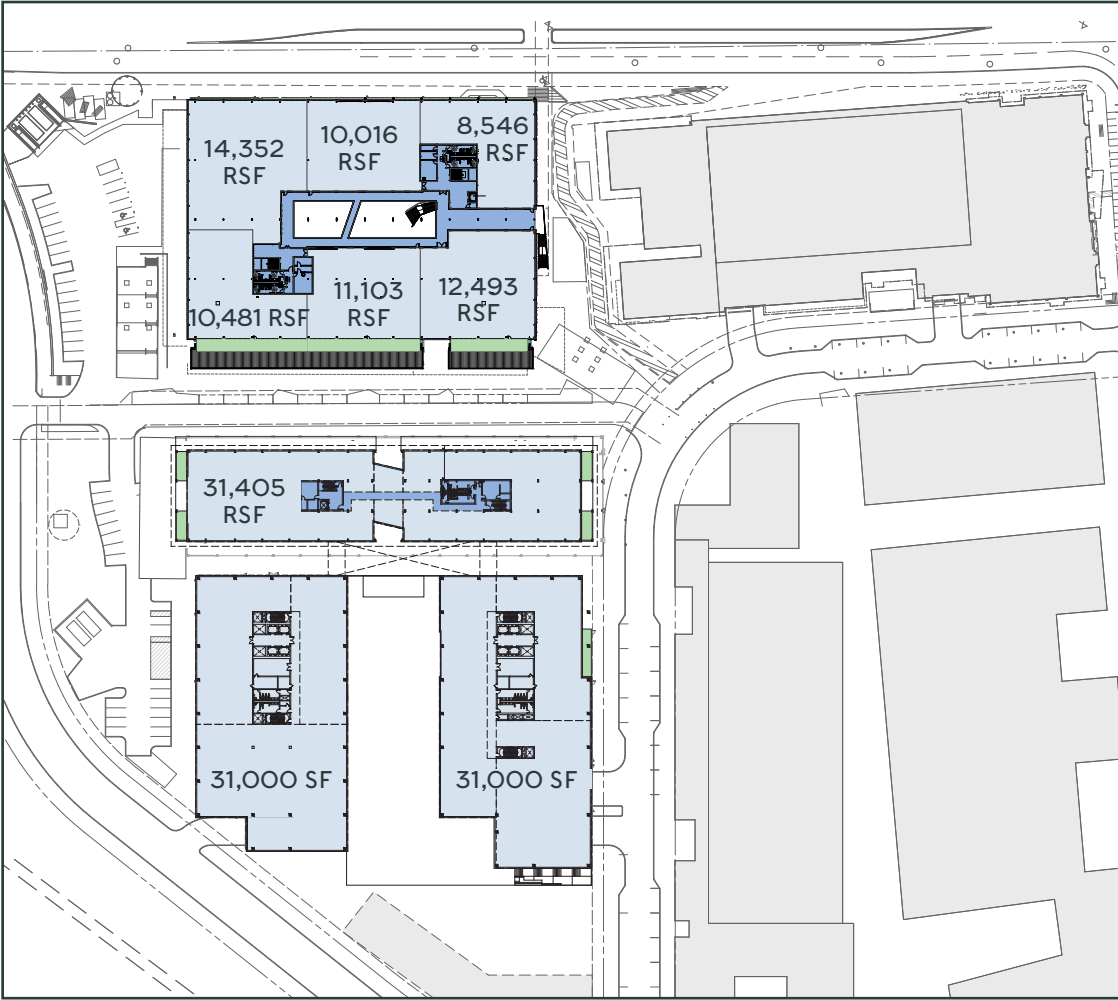 14,352
RSF
10,016
RSF
8,546
RSF
10,481 RSF
11,103
RSF
12,493
RSF
31,405
RSF
31,000 SF
31,000 SF